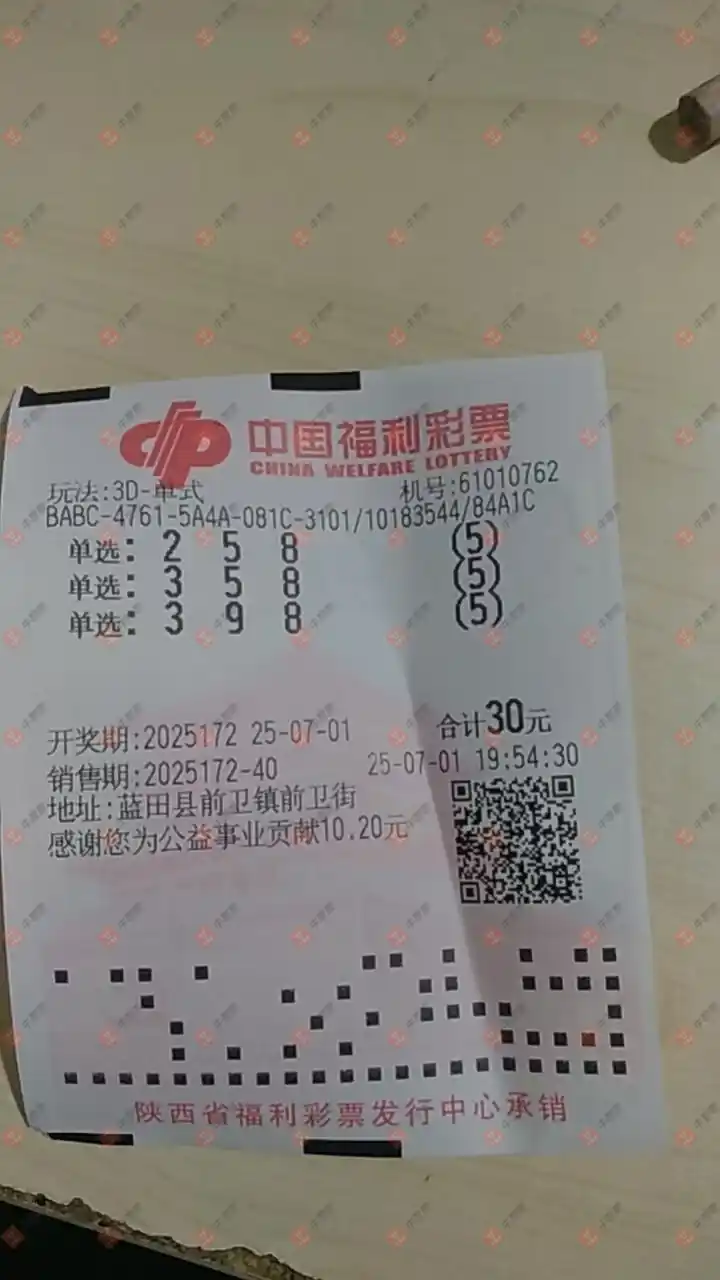 中国福利彩票
CHINA WELFARE LOTTERY
玩法:3D-单式 机号:61010762
BABC-4761-5A4A-081C-3101/10183544/84A1C
单选: 2 5 8 (5)
单选: 3 5 8 (5)
单选: 3 9 8 (5)
开奖期:2025172 25-07-01 合计30元
销售期:2025172-40 25-07-01 19:54:30
地址:蓝田县前卫镇前卫街
感谢您为公益事业贡献10.20元
陕西省福利彩票发行中心承销